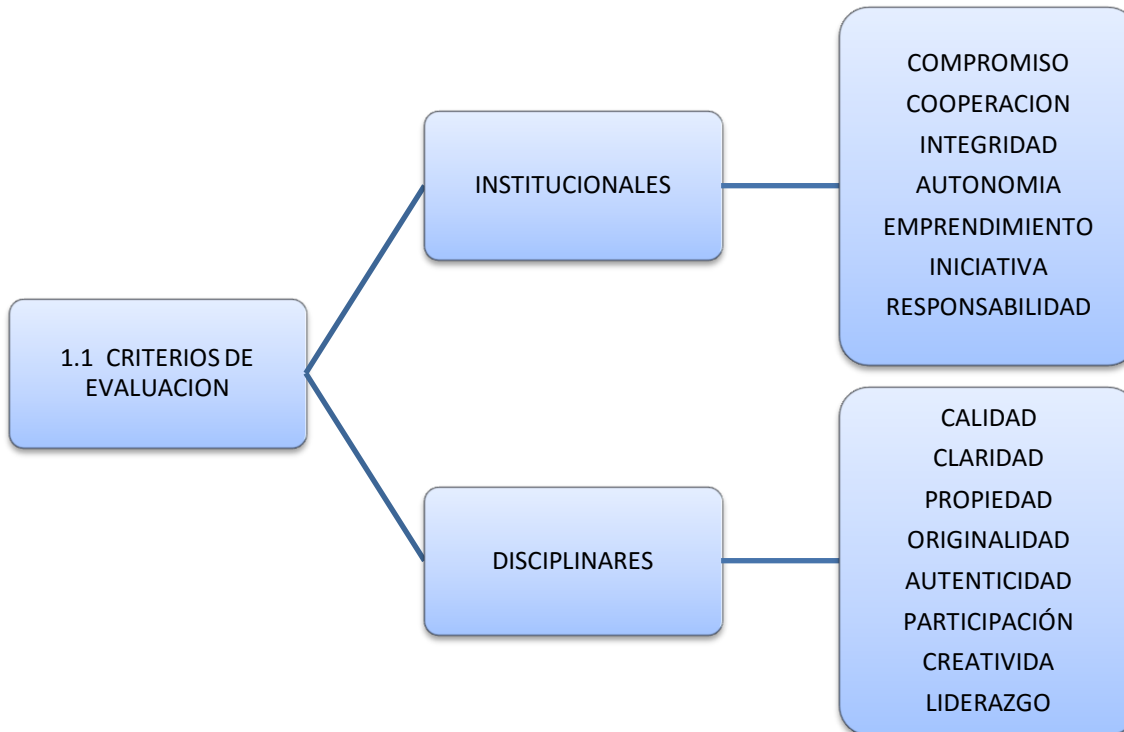 1.1 CRITERIOS DE
EVALUACION
INSTITUCIONALES
COMPROMISO
COOPERACION
INTEGRIDAD
AUTONOMIA
EMPRENDIMIENTO
INICIATIVA
RESPONSABILIDAD
DISCIPLINARES
CALIDAD
CLARIDAD
PROPIEDAD
ORIGINALIDAD
AUTENTICIDAD
PARTICIPACIÓN
CREATIVIDA
LIDERAZGO